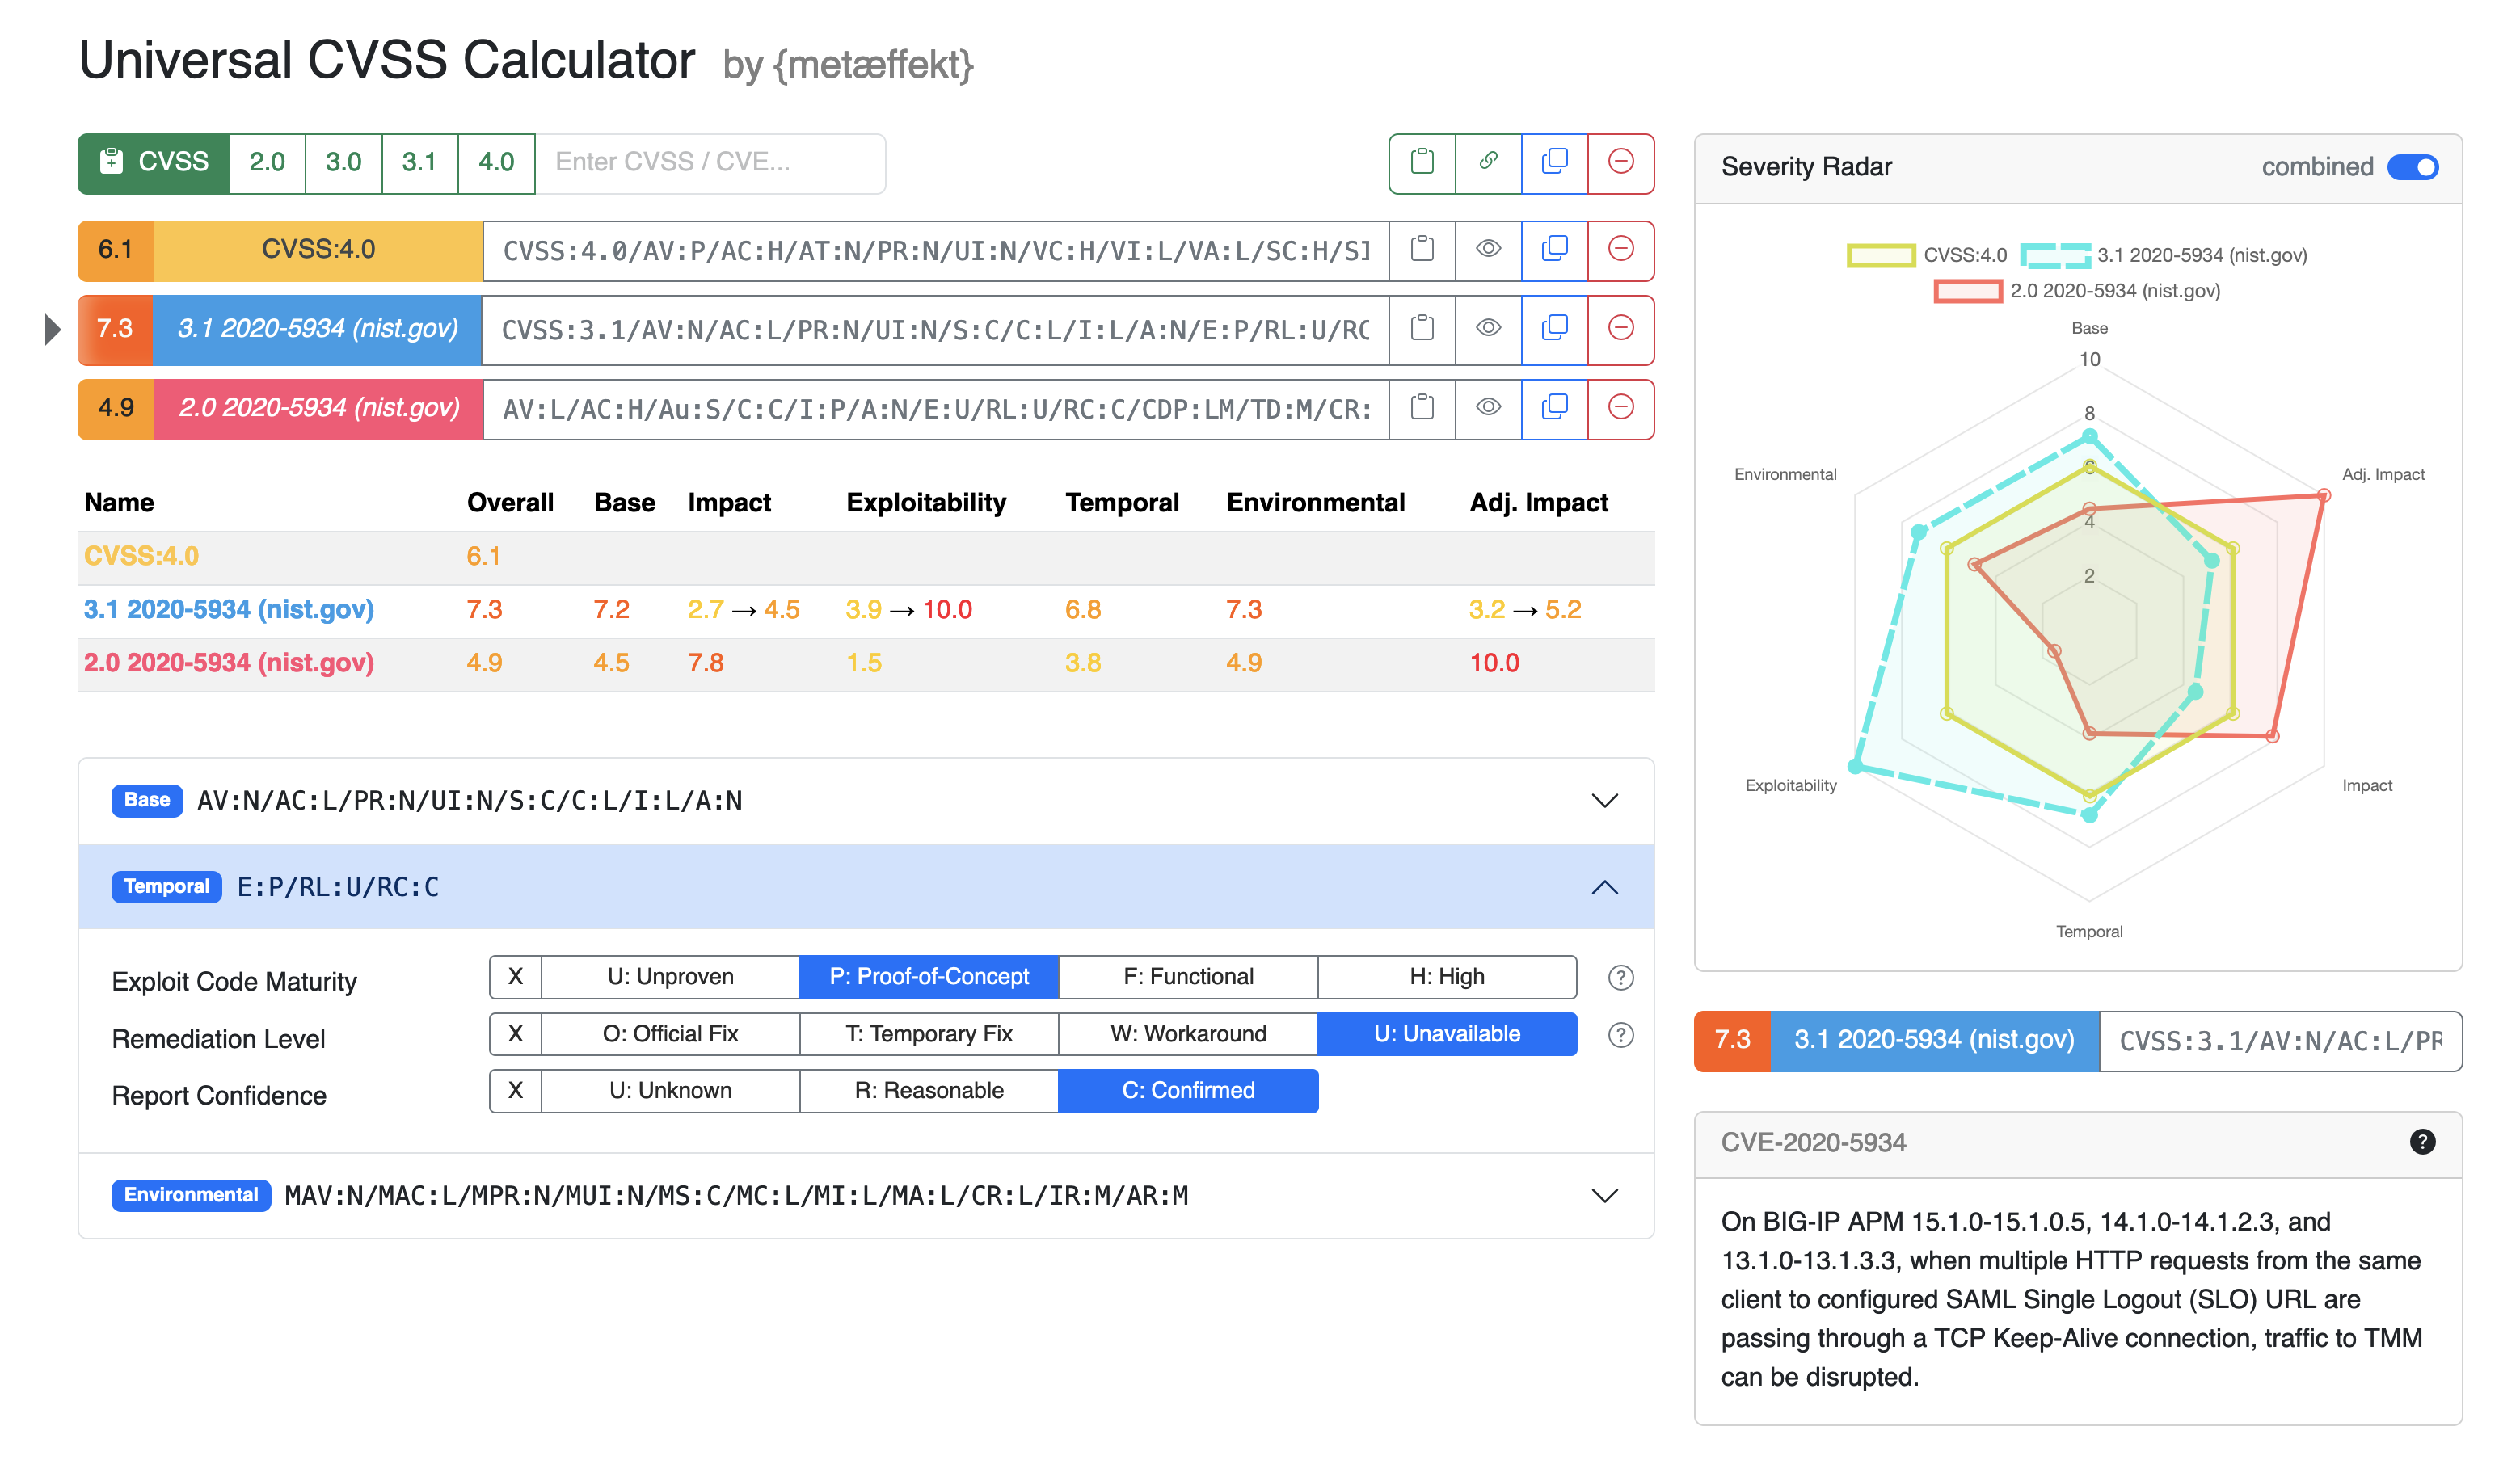 Universal CVSS Calculator by {metæffekt}
CVSS 2.0 3.0 3.1 4.0 Enter CVSS / CVE...
6.1 CVSS:4.0 CVSS:4.0/AV:P/AC:H/AT:N/PR:N/UI:N/VC:H/VI:L/VA:L/SC:H/SI
7.3 3.1 2020-5934 (nist.gov) CVSS:3.1/AV:N/AC:L/PR:N/UI:N/S:C/C:L/I:L/A:N/E:P/RL:U/RC
4.9 2.0 2020-5934 (nist.gov) AV:L/AC:H/Au:S/C:C/I:P/A:N/E:U/RL:U/RC:C/CDP:LM/TD:M/CR:
Name Overall Base Impact Exploitability Temporal Environmental Adj. Impact
CVSS:4.0 6.1
3.1 2020-5934 (nist.gov) 7.3 7.2 2.7 → 4.5 3.9 → 10.0 6.8 7.3 3.2 → 5.2
2.0 2020-5934 (nist.gov) 4.9 4.5 7.8 1.5 3.8 4.9 10.0
Base AV:N/AC:L/PR:N/UI:N/S:C/C:L/I:L/A:N
Temporal E:P/RL:U/RC:C
Exploit Code Maturity X U: Unproven P: Proof-of-Concept F: Functional H: High ?
Remediation Level X O: Official Fix T: Temporary Fix W: Workaround U: Unavailable ?
Report Confidence X U: Unknown R: Reasonable C: Confirmed
Environmental MAV:N/MAC:L/MPR:N/MUI:N/MS:C/MC:L/MI:L/MA:L/CR:L/IR:M/AR:M
Severity Radar combined
CVSS:4.0 3.1 2020-5934 (nist.gov)
2.0 2020-5934 (nist.gov)
Base
10
8
6
4
2
Environmental Adj. Impact
Exploitability Impact
Temporal
7.3 3.1 2020-5934 (nist.gov) CVSS:3.1/AV:N/AC:L/PR
CVE-2020-5934 ?
On BIG-IP APM 15.1.0-15.1.0.5, 14.1.0-14.1.2.3, and
13.1.0-13.1.3.3, when multiple HTTP requests from the same
client to configured SAML Single Logout (SLO) URL are
passing through a TCP Keep-Alive connection, traffic to TMM
can be disrupted.